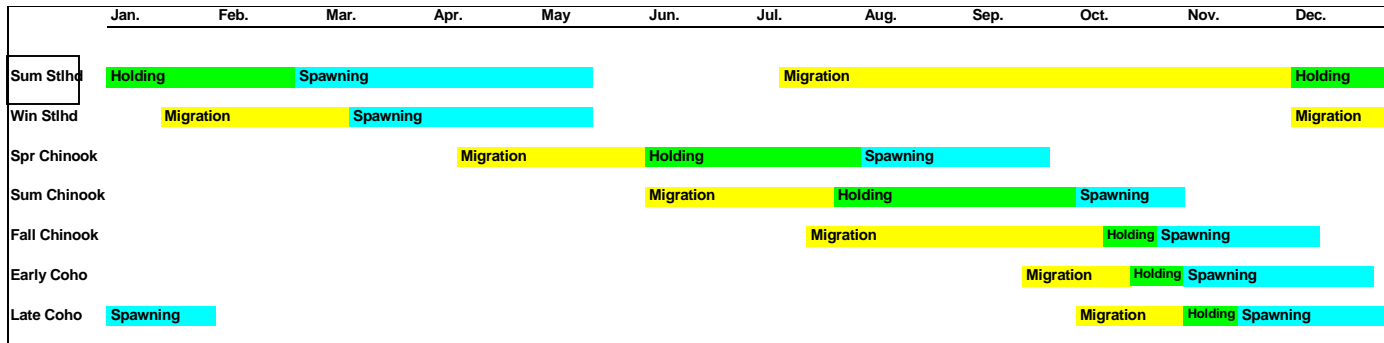 Jan. Feb. Mar. Apr. May Jun. Jul. Aug. Sep. Oct. Nov. Dec.
Sum Stlhd Holding Spawning Migration Holding
Win Stlhd Migration Spawning Migration
Spr Chinook Migration Holding Spawning
Sum Chinook Migration Holding Spawning
Fall Chinook Migration Holding Spawning
Early Coho Migration Holding Spawning
Late Coho Spawning Migration Holding Spawning